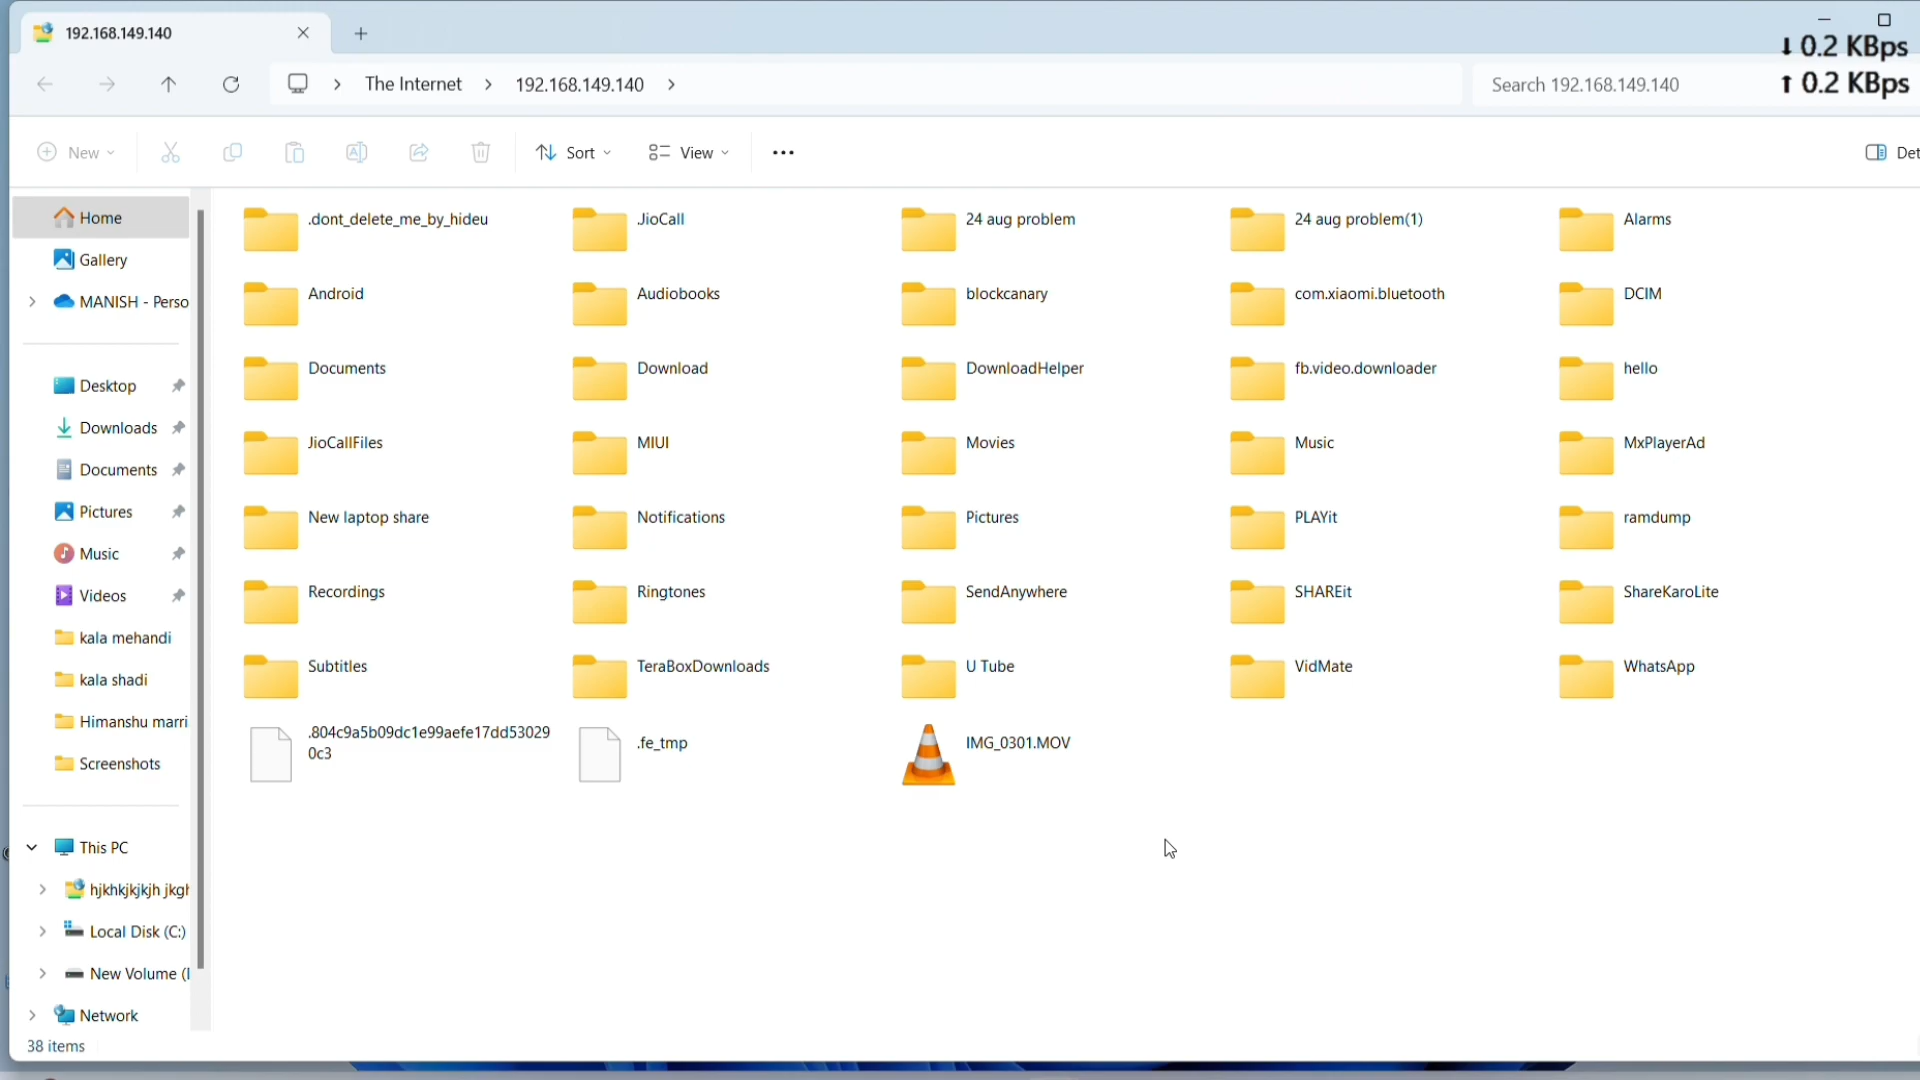 192.168.149.140
↓ 0.2 KBps
The Internet > 192.168.149.140 >
Search 192.168.149.140
↑ 0.2 KBps
New
Sort
View
Det
Home
Gallery
MANISH - Perso
Desktop
Downloads
Documents
Pictures
Music
Videos
kala mehandi
kala shadi
Himanshu marri
Screenshots
This PC
hjkhkjkjkjh jkgh
Local Disk (C:)
New Volume (
Network
38 items
.dont_delete_me_by_hideu
.JioCall
24 aug problem
24 aug problem(1)
Alarms
Android
Audiobooks
blockcanary
com.xiaomi.bluetooth
DCIM
Documents
Download
DownloadHelper
fb.video.downloader
hello
JioCallFiles
MIUI
Movies
Music
MxPlayerAd
New laptop share
Notifications
Pictures
PLAYit
ramdump
Recordings
Ringtones
SendAnywhere
SHAREit
ShareKaroLite
Subtitles
TeraBoxDownloads
U Tube
VidMate
WhatsApp
.804c9a5b09dc1e99aefe17dd53029
0c3
.fe_tmp
IMG_0301.MOV